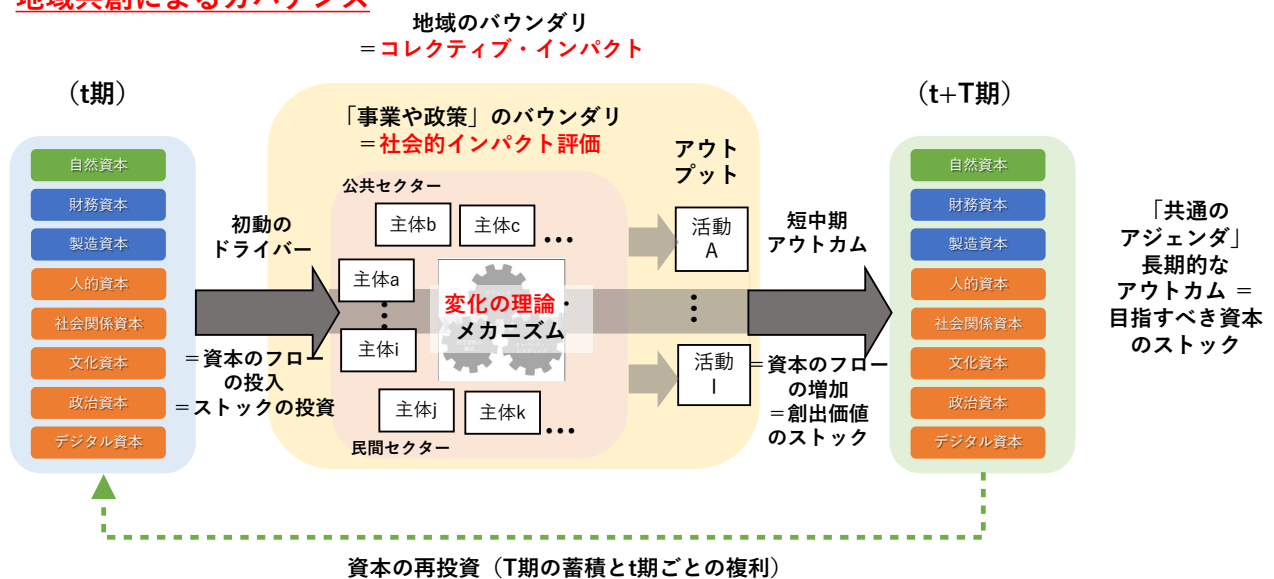 地域共創によるガバナンス
地域のバウンダリ
＝コレクティブ・インパクト
（t期）
（t+T期）
「事業や政策」のバウンダリ
＝社会的インパクト評価
アウト
プット
自然資本
財務資本
製造資本
人的資本
社会関係資本
文化資本
政治資本
デジタル資本
初動の
ドライバー
＝資本のフロー
の投入
＝ストックの投資
公共セクター
主体b
主体c
…
主体a
⋮
主体i
変化の理論
メカニズム
主体j
主体k
…
民間セクター
活動
A
⋮
活動
I
短中期
アウトカム
＝資本のフロー
の増加
＝創出価値
のストック
自然資本
財務資本
製造資本
人的資本
社会関係資本
文化資本
政治資本
デジタル資本
「共通の
アジェンダ」
長期的な
アウトカム ＝
目指すべき資本
のストック
資本の再投資（T期の蓄積とt期ごとの複利）